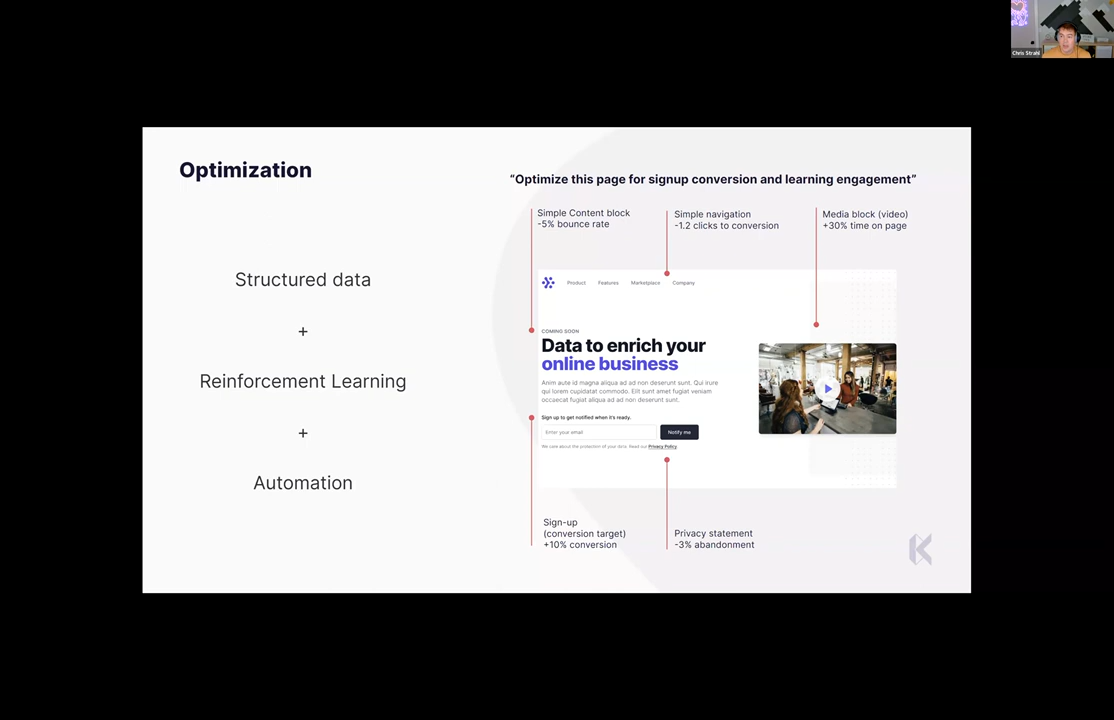 Chris Strahl
Optimization
“Optimize this page for signup conversion and learning engagement”
Structured data
+
Reinforcement Learning
+
Automation
Simple Content block
-5% bounce rate
Simple navigation
-1.2 clicks to conversion
Media block (video)
+30% time on page
Product
Features
Marketplace
Company
COMING SOON
Data to enrich your
online business
Anim aute id magna aliqua ad ad non deserunt sunt. Qui irure
qui lorem cupidatat commodo. Elit sunt amet fugiat veniam
occaecat fugiat aliqua ad ad non deserunt sunt.
Sign up to get notified when it's ready.
Enter your email
Notify me
We care about the protection of your data. Read our Privacy Policy.
Sign-up
(conversion target)
+10% conversion
Privacy statement
-3% abandonment